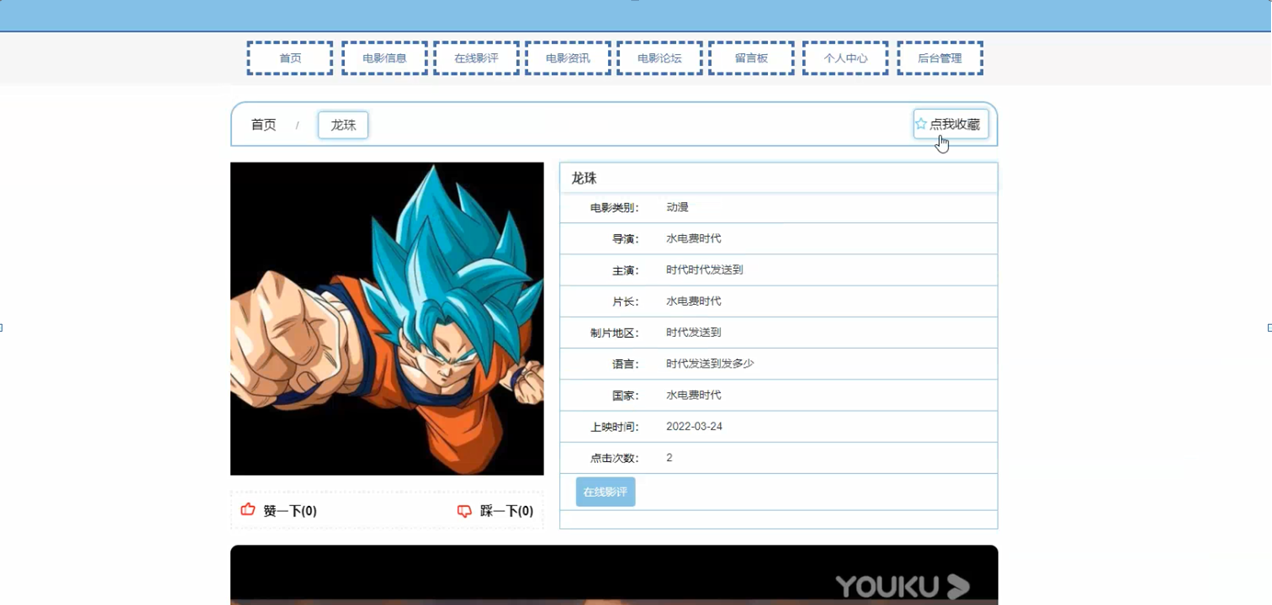 首页 电影信息 在线影评 电影资讯 电影论坛 留言板 个人中心 后台管理
首页 / 龙珠 点我收藏
龙珠
电影类别: 动漫
导演: 水电费时代
主演: 时代时代发送到
片长: 水电费时代
制片地区: 时代发送到
语言: 时代发送到发多少
国家: 水电费时代
上映时间: 2022-03-24
点击次数: 2
在线影评
赞一下(0) 踩一下(0)
YOUKU